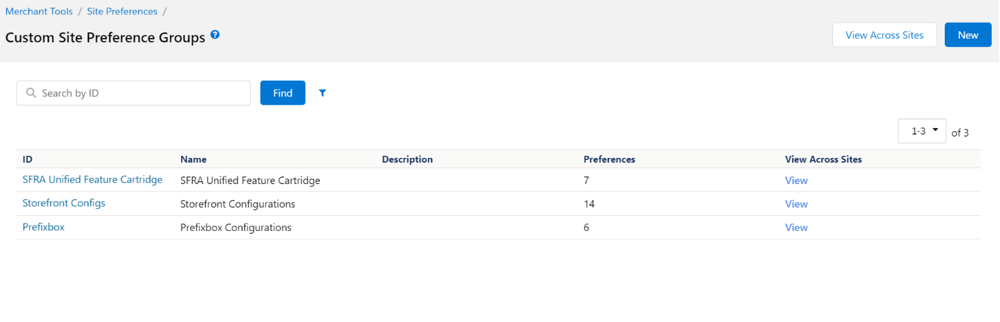 Merchant Tools / Site Preferences /
Custom Site Preference Groups ?
View Across Sites New
Search by ID Find
1-3 of 3
ID Name Description Preferences View Across Sites
SFRA Unified Feature Cartridge SFRA Unified Feature Cartridge 7 View
Storefront Configs Storefront Configurations 14 View
Prefixbox Prefixbox Configurations 6 View